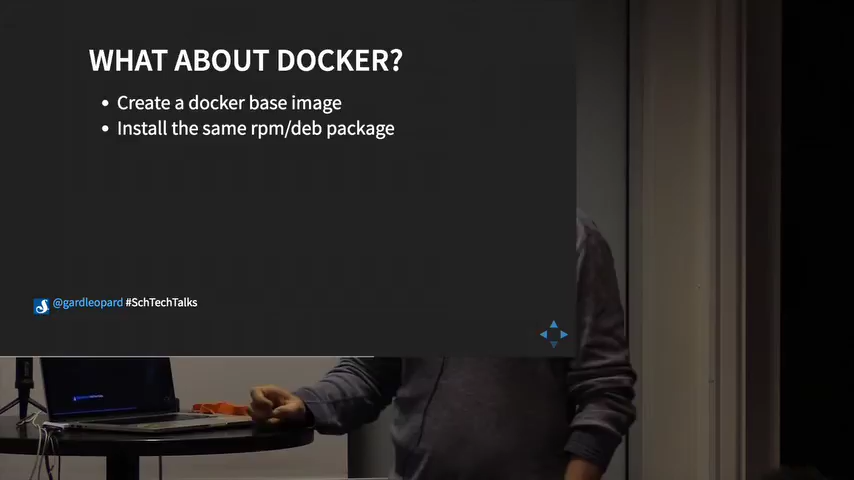 WHAT ABOUT DOCKER?
• Create a docker base image
• Install the same rpm/deb package
@gardleopard #SchTechTalks